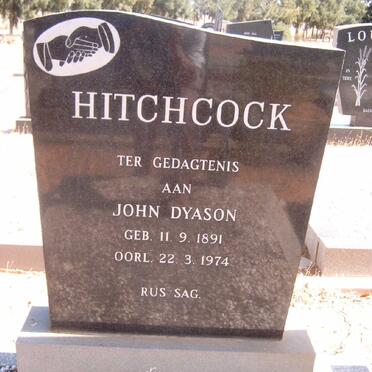 HITCHCOCK
TER GEDAGTENIS
AAN
JOHN DYASON
GEB. 11. 9. 1891
OORL. 22. 3. 1974
RUS SAG.